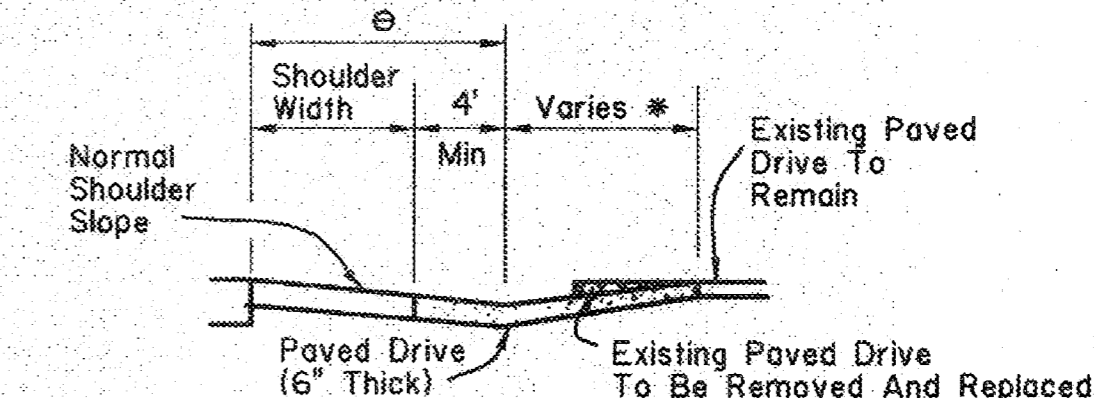 Ɵ
Shoulder
Width
4'
Min
Varies *
Existing Paved
Drive To
Remain
Normal
Shoulder
Slope
Paved Drive
(6" Thick)
Existing Paved Drive
To Be Removed And Replaced